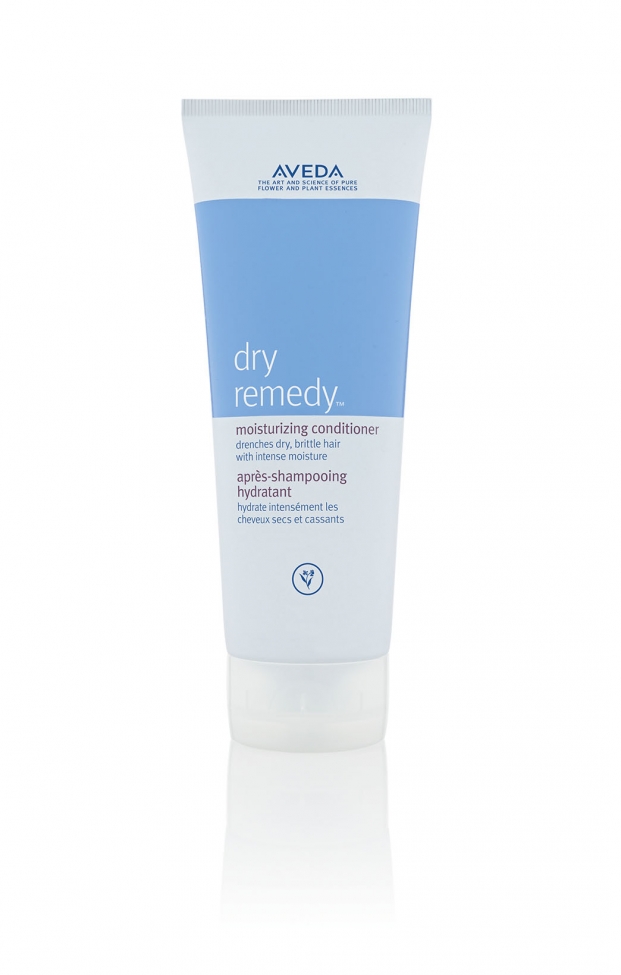 AVEDA
THE ART AND SCIENCE OF PURE
FLOWER AND PLANT ESSENCES
dry
remedy™
moisturizing conditioner
drenches dry, brittle hair
with intense moisture
après-shampooing
hydratant
hydrate intensément les
cheveux secs et cassants